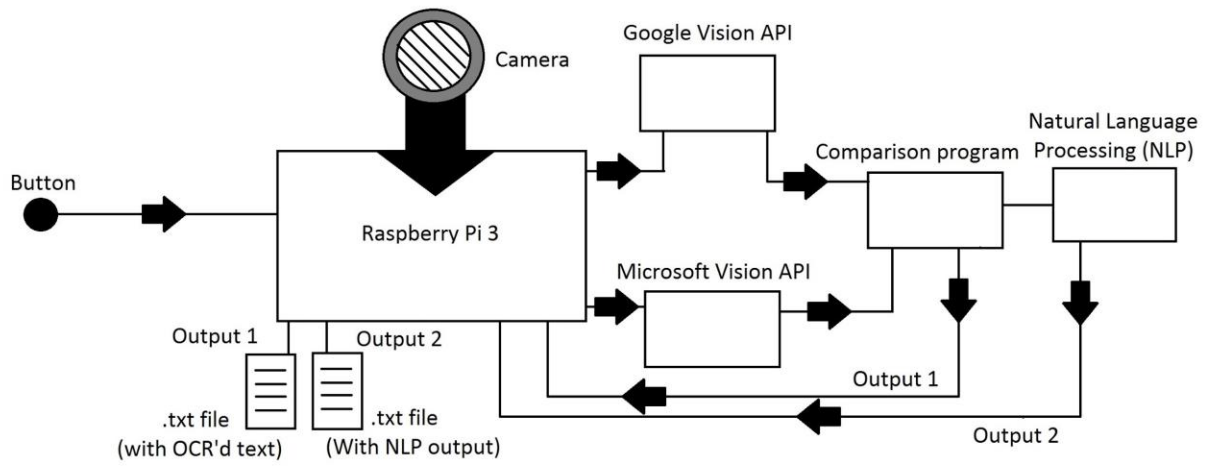 Google Vision API
Camera
Natural Language
Processing (NLP)
Comparison program
Button
Raspberry Pi 3
Microsoft Vision API
Output 1
Output 2
.txt file
(with OCR'd text)
.txt file
(With NLP output)
Output 1
Output 2